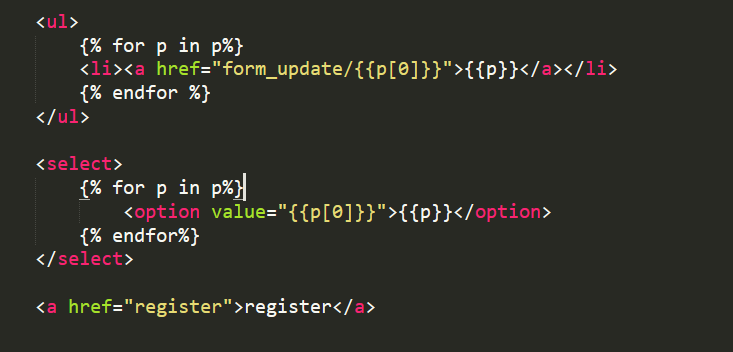 <ul>
{% for p in p%}
<li><a href="form_update/{{p[0]}}">{{p}}</a></li>
{% endfor %}
</ul>
<select>
{% for p in p%}
<option value="{{p[0]}}">{{p}}</option>
{% endfor%}
</select>
<a href="register">register</a>